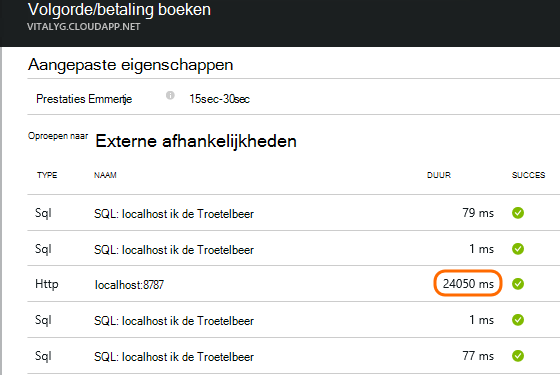 Volgorde/betaling boeken
VITALYG.CLOUDAPP.NET
Aangepaste eigenschappen
Prestaties Emmertje 15sec-30sec
Oproepen naar Externe afhankelijkheden
TYPE NAAM DUUR SUCCES
Sql SQL: localhost ik de Troetelbeer 79 ms
Sql SQL: localhost ik de Troetelbeer 1 ms
Http localhost:8787 24050 ms
Sql SQL: localhost ik de Troetelbeer 1 ms
Sql SQL: localhost ik de Troetelbeer 77 ms